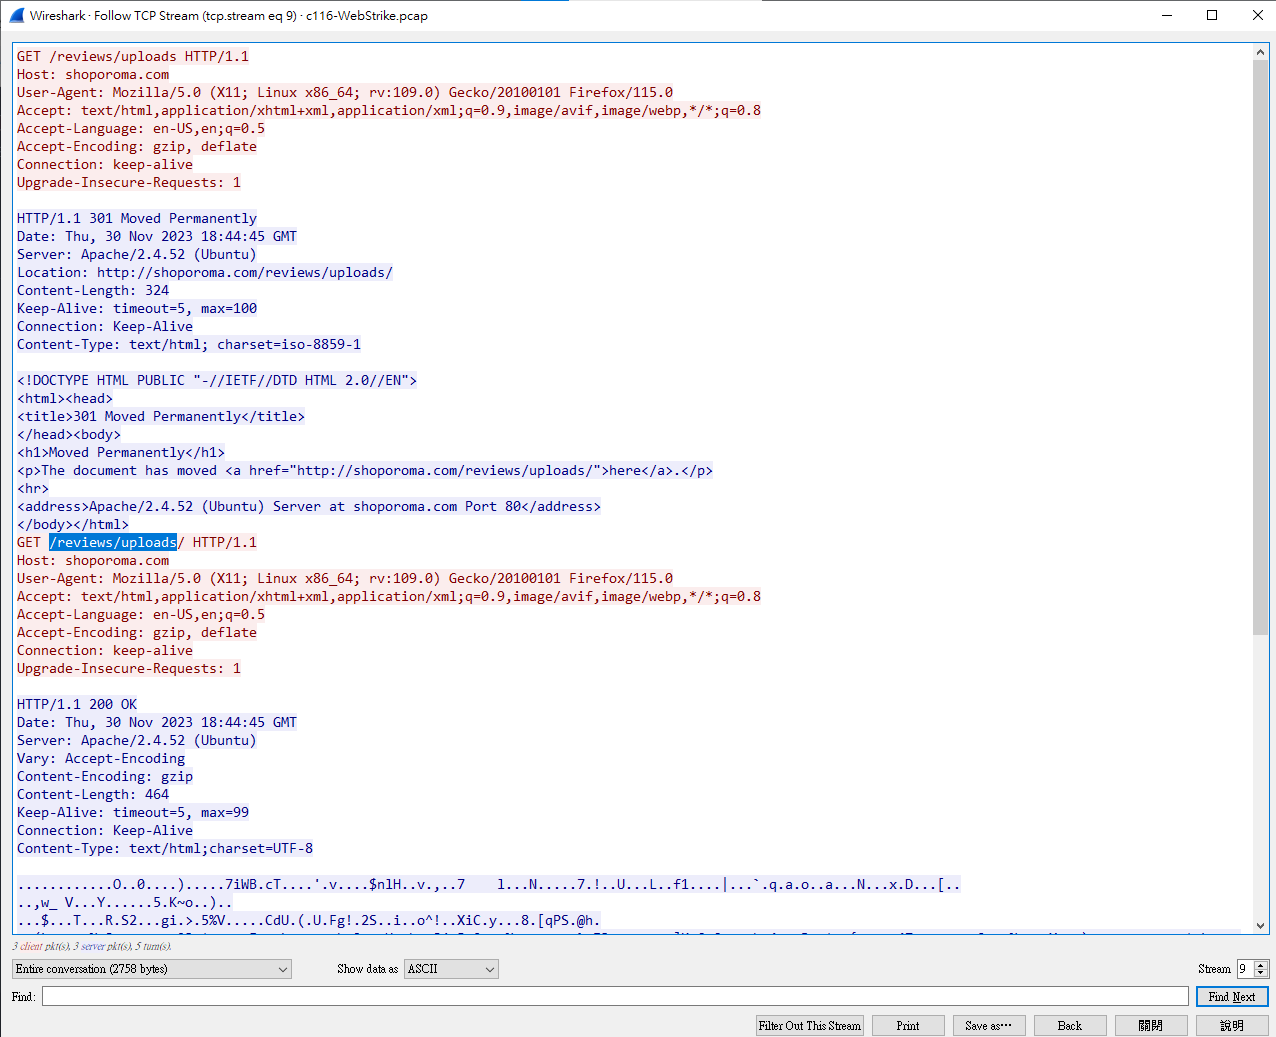 Wireshark · Follow TCP Stream (tcp.stream eq 9) · c116-WebStrike.pcap
GET /reviews/uploads HTTP/1.1
Host: shoporoma.com
User-Agent: Mozilla/5.0 (X11; Linux x86_64; rv:109.0) Gecko/20100101 Firefox/115.0
Accept: text/html,application/xhtml+xml,application/xml;q=0.9,image/avif,image/webp,*/*;q=0.8
Accept-Language: en-US,en;q=0.5
Accept-Encoding: gzip, deflate
Connection: keep-alive
Upgrade-Insecure-Requests: 1
HTTP/1.1 301 Moved Permanently
Date: Thu, 30 Nov 2023 18:44:45 GMT
Server: Apache/2.4.52 (Ubuntu)
Location: http://shoporoma.com/reviews/uploads/
Content-Length: 324
Keep-Alive: timeout=5, max=100
Connection: Keep-Alive
Content-Type: text/html; charset=iso-8859-1
<!DOCTYPE HTML PUBLIC "-//IETF//DTD HTML 2.0//EN">
<html><head>
<title>301 Moved Permanently</title>
</head><body>
<h1>Moved Permanently</h1>
<p>The document has moved <a href="http://shoporoma.com/reviews/uploads/">here</a>.</p>
<hr>
<address>Apache/2.4.52 (Ubuntu) Server at shoporoma.com Port 80</address>
</body></html>
GET /reviews/uploads/ HTTP/1.1
Host: shoporoma.com
User-Agent: Mozilla/5.0 (X11; Linux x86_64; rv:109.0) Gecko/20100101 Firefox/115.0
Accept: text/html,application/xhtml+xml,application/xml;q=0.9,image/avif,image/webp,*/*;q=0.8
Accept-Language: en-US,en;q=0.5
Accept-Encoding: gzip, deflate
Connection: keep-alive
Upgrade-Insecure-Requests: 1
HTTP/1.1 200 OK
Date: Thu, 30 Nov 2023 18:44:45 GMT
Server: Apache/2.4.52 (Ubuntu)
Vary: Accept-Encoding
Content-Encoding: gzip
Content-Length: 464
Keep-Alive: timeout=5, max=99
Connection: Keep-Alive
Content-Type: text/html;charset=UTF-8
............O..0....).....7iWB.cT....'.v....$nlH..v.,..7    l...N.....7.!..U...L..f1....|...`.q.a.o..a...N...x.D...[..
..,w_ V...Y......5.K~o..)..
...$...T...R.S2...gi.>.5%V.....CdU.(.U.Fg!.2S..i..o^!..XiC.y...8.[qPS.@h.
3 client pkt(s), 3 server pkt(s), 5 turn(s).
Entire conversation (2758 bytes) Show data as ASCII Stream 9
Find: Find Next
Filter Out This Stream Print Save as… Back 關閉 說明